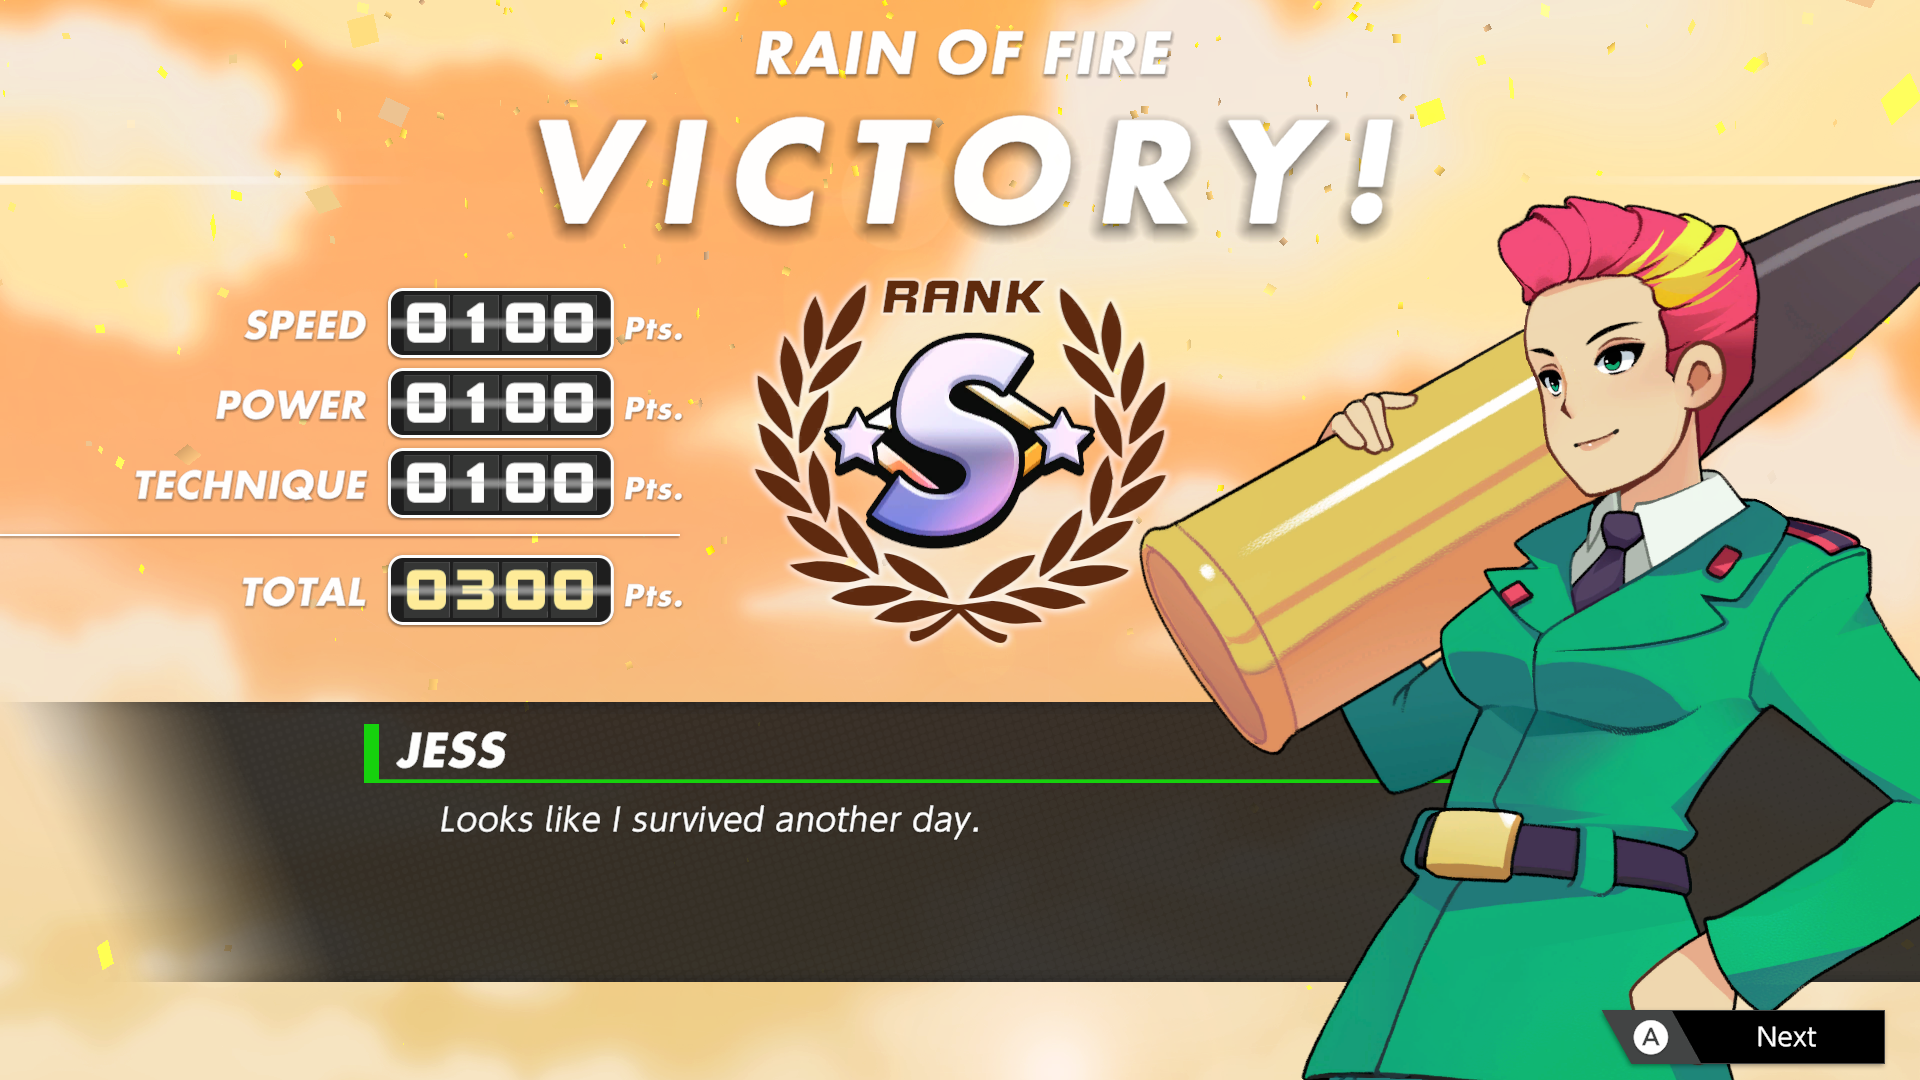 RAIN OF FIRE
VICTORY!
SPEED 0100 Pts.
POWER 0100 Pts.
TECHNIQUE 0100 Pts.
TOTAL 0300 Pts.
RANK
S
JESS
Looks like I survived another day.
A Next